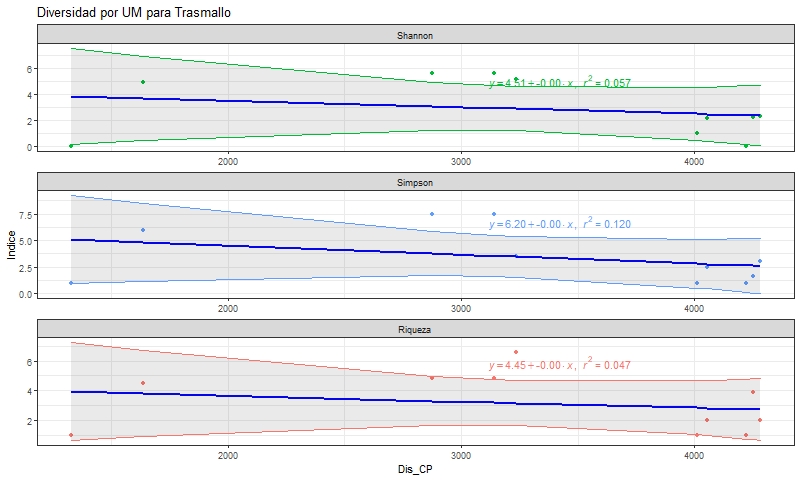 Diversidad por UM para Trasmallo
Shannon
6
4
2
0
y = 4.51 + -0.00 · x, r² = 0.057
2000
3000
4000
Simpson
Indice
7.5
5.0
2.5
0.0
y = 6.20 + -0.00 · x, r² = 0.120
2000
3000
4000
Riqueza
6
4
2
y = 4.45 + -0.00 · x, r² = 0.047
2000
3000
4000
Dis_CP